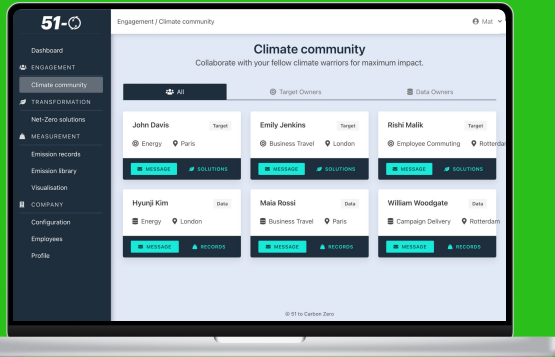 51-0
Engagement / Climate community
Mat
Dashboard
ENGAGEMENT
Climate community
TRANSFORMATION
Net-Zero solutions
MEASUREMENT
Emission records
Emission library
Visualisation
COMPANY
Configuration
Employees
Profile
Climate community
Collaborate with your fellow climate warriors for maximum impact.
All
Target Owners
Data Owners
John Davis
Target
Energy
Paris
MESSAGE
SOLUTIONS
Emily Jenkins
Target
Business Travel
London
MESSAGE
SOLUTIONS
Rishi Malik
Target
Employee Commuting
Rotterdam
MESSAGE
SOLUTIONS
Hyunji Kim
Data
Energy
London
MESSAGE
RECORDS
Maia Rossi
Data
Business Travel
Paris
MESSAGE
RECORDS
William Woodgate
Data
Campaign Delivery
Rotterdam
MESSAGE
RECORDS
© 51 to Carbon Zero